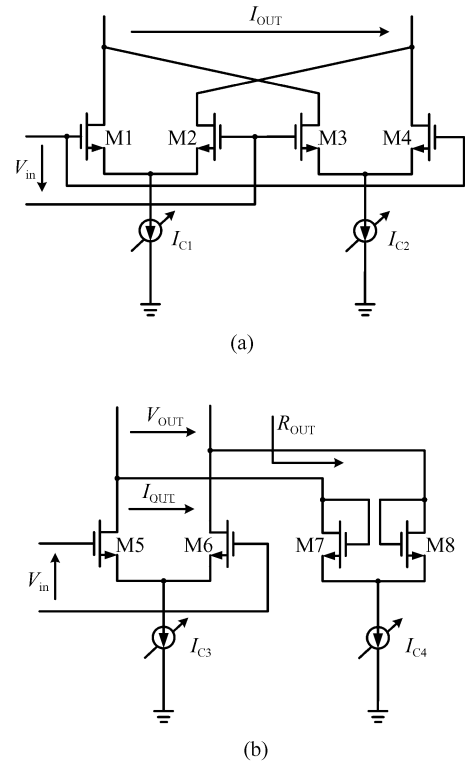 I_OUT
M1 M2 M3 M4
V_in
I_C1 I_C2
(a)
V_OUT R_OUT
I_OUT
M5 M6 M7 M8
V_in
I_C3 I_C4
(b)